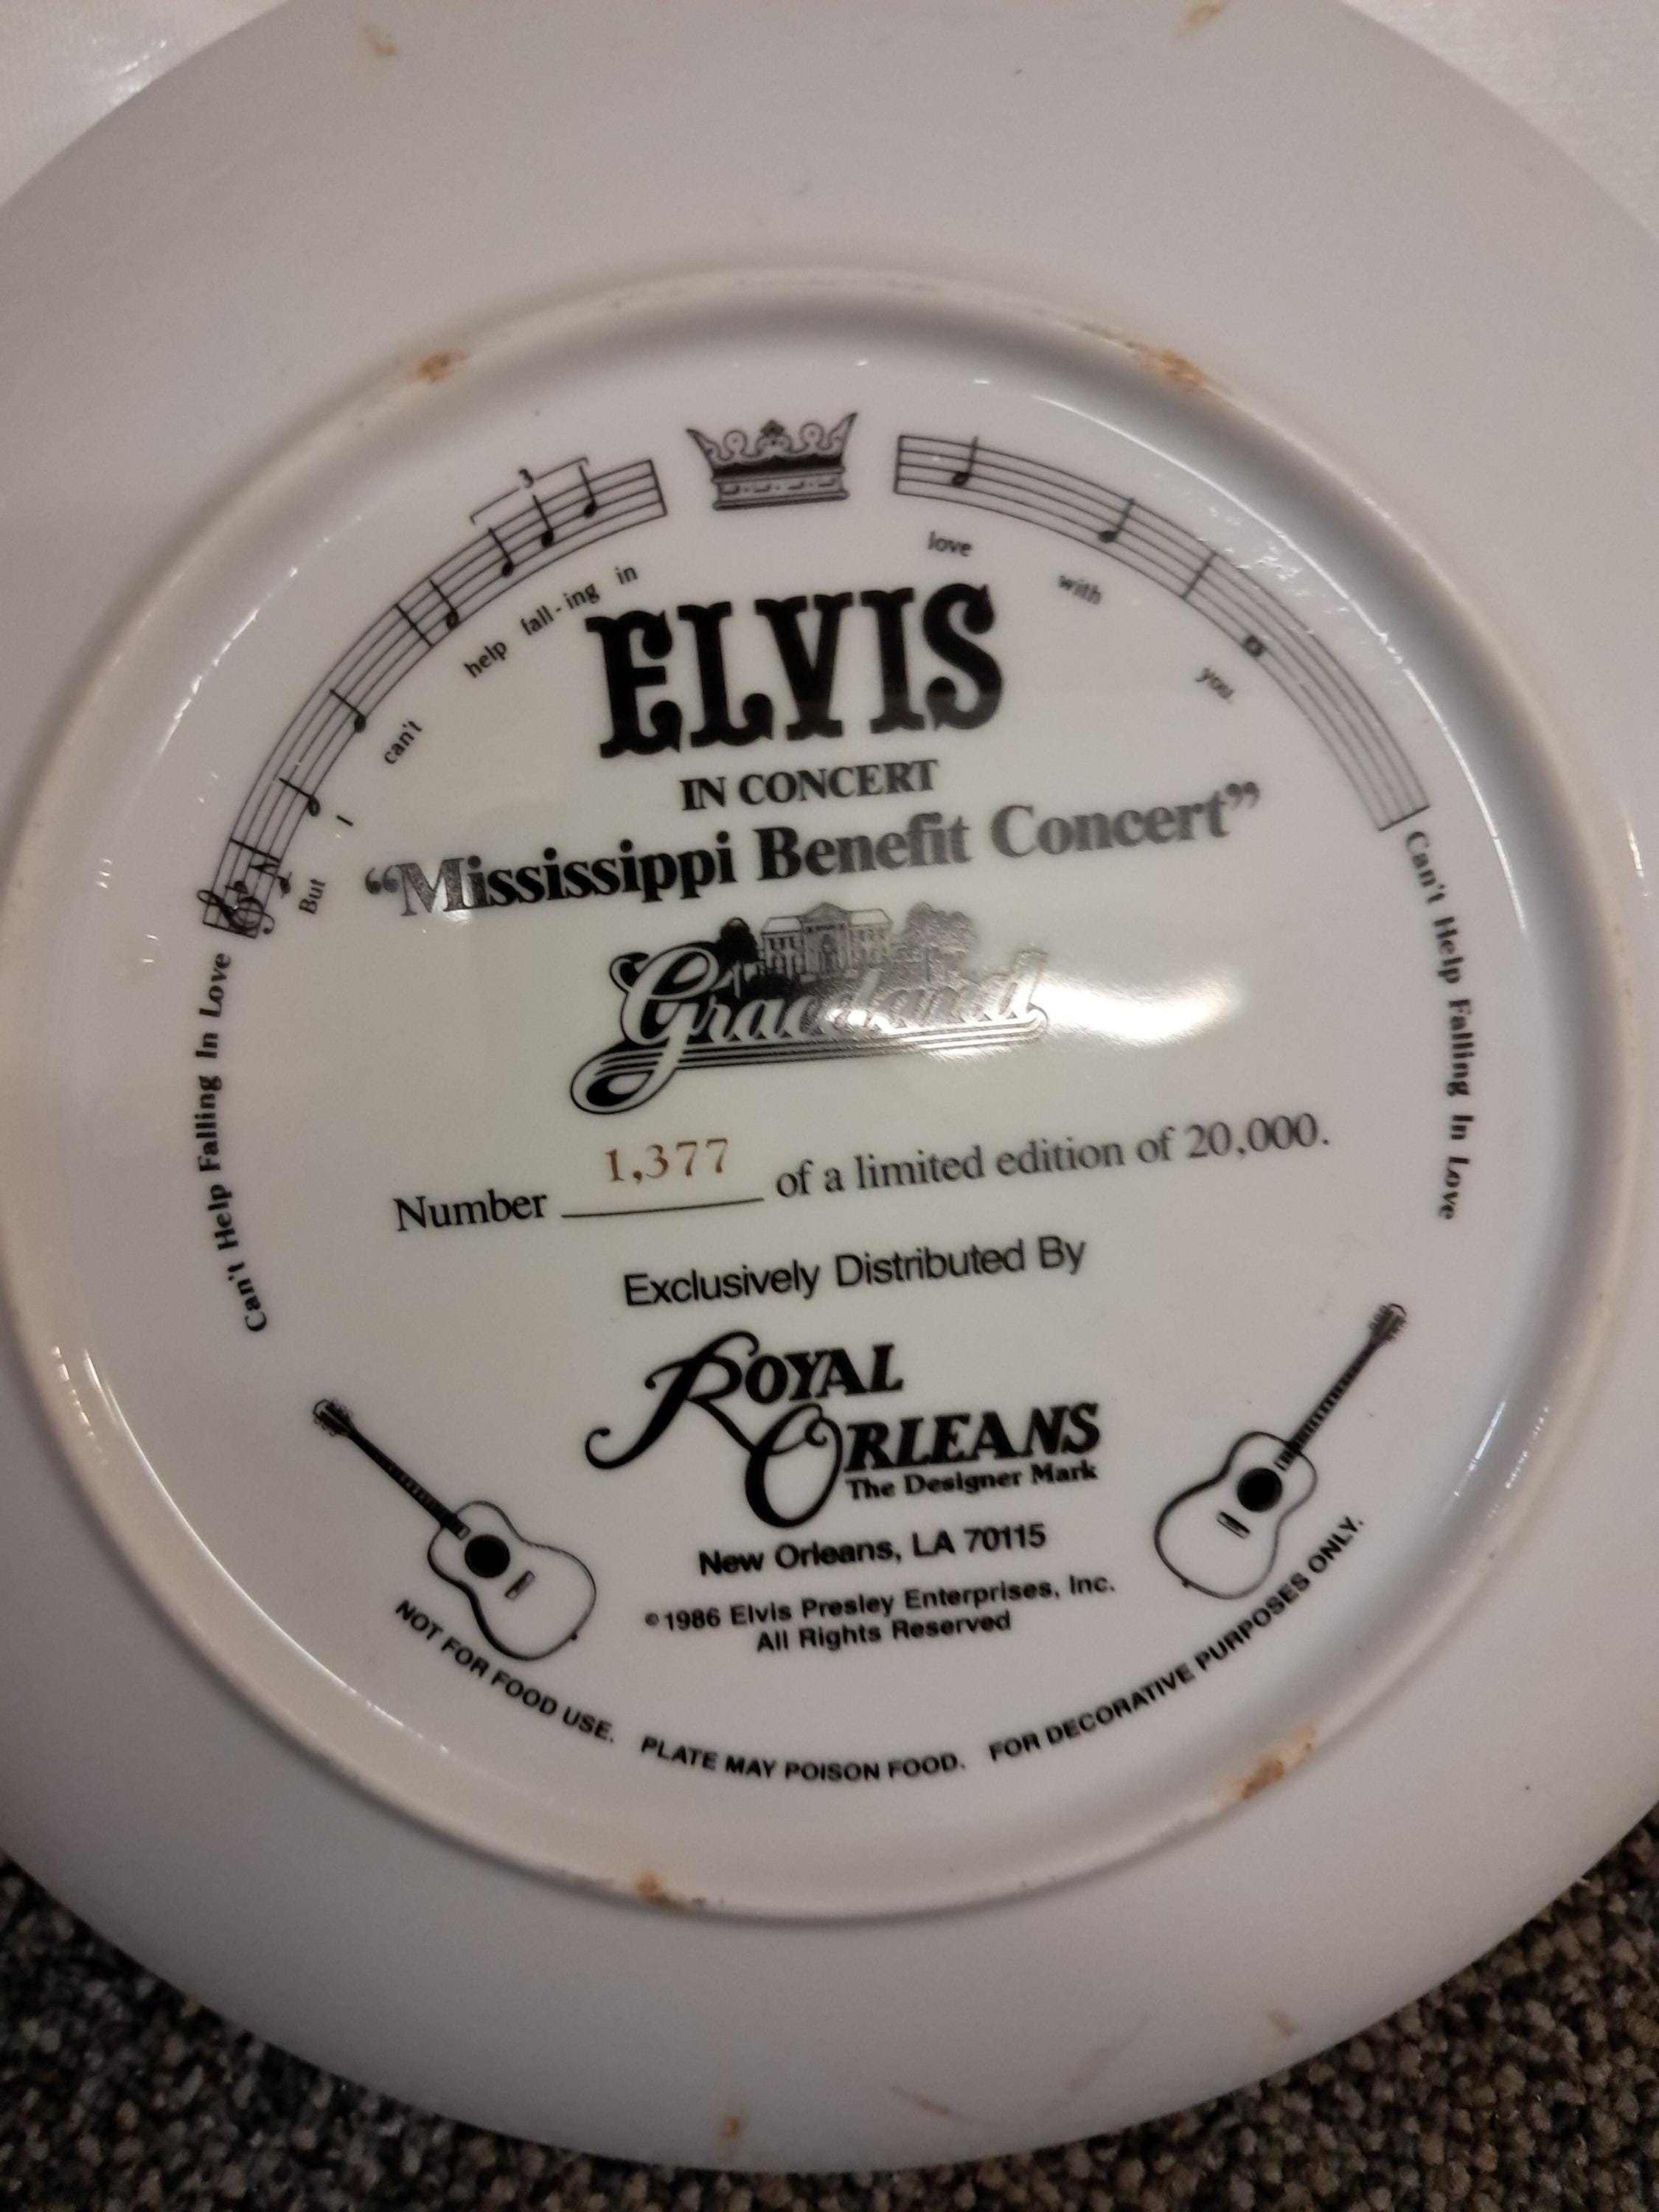 3
But I can't help fall-ing in love with you.
ELVIS
IN CONCERT
“Mississippi Benefit Concert”
Graceland
Can't Help Falling In Love
Can't Help Falling In Love
Number 1,377 of a limited edition of 20,000.
Exclusively Distributed By
ROYAL
ORLEANS
The Designer Mark
New Orleans, LA 70115
©1986 Elvis Presley Enterprises, Inc.
All Rights Reserved
NOT FOR FOOD USE. PLATE MAY POISON FOOD. FOR DECORATIVE PURPOSES ONLY.